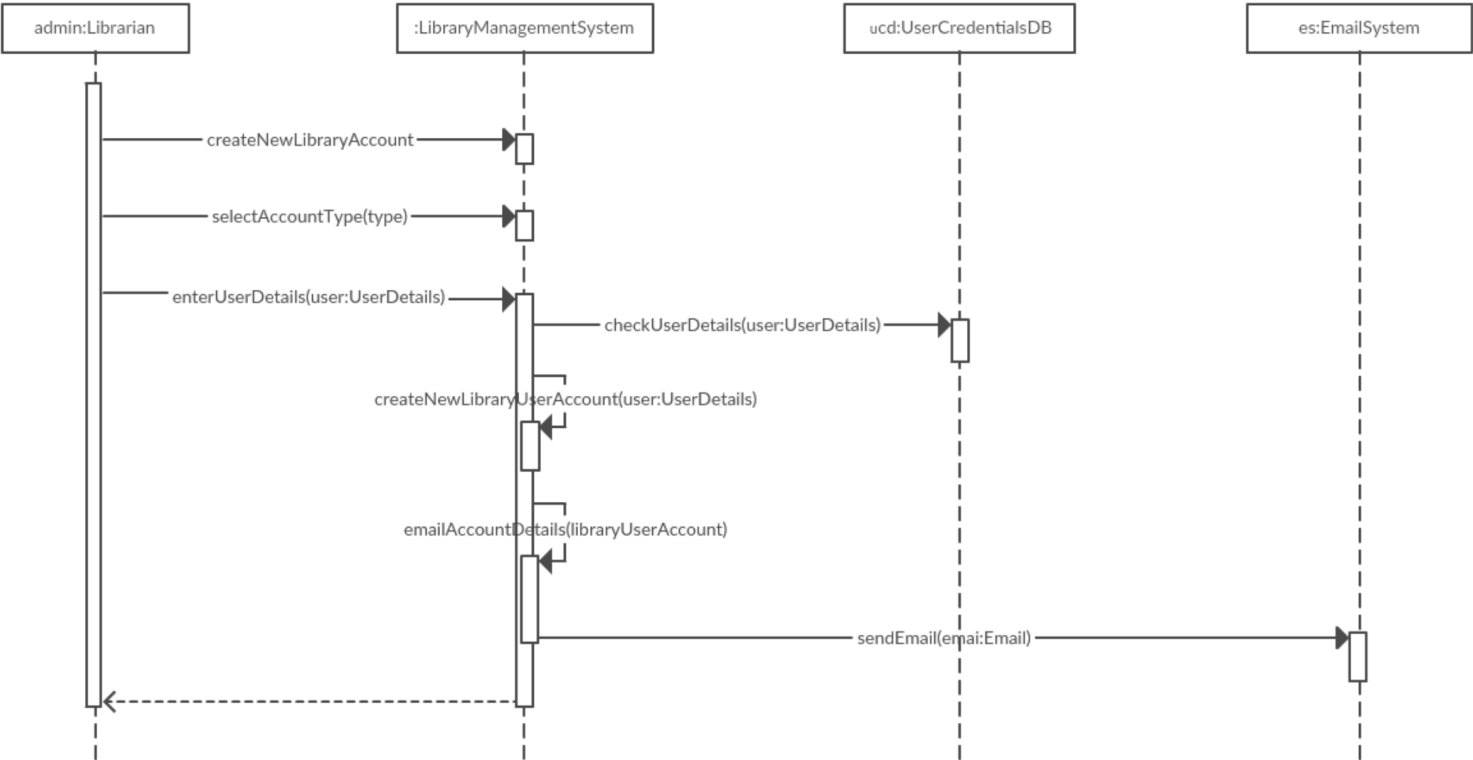 admin:Librarian
:LibraryManagementSystem
ucd:UserCredentialsDB
es:EmailSystem
createNewLibraryAccount
selectAccountType(type)
enterUserDetails(user:UserDetails)
checkUserDetails(user:UserDetails)
createNewLibraryUserAccount(user:UserDetails)
emailAccountDetails(libraryUserAccount)
sendEmail(emai:Email)